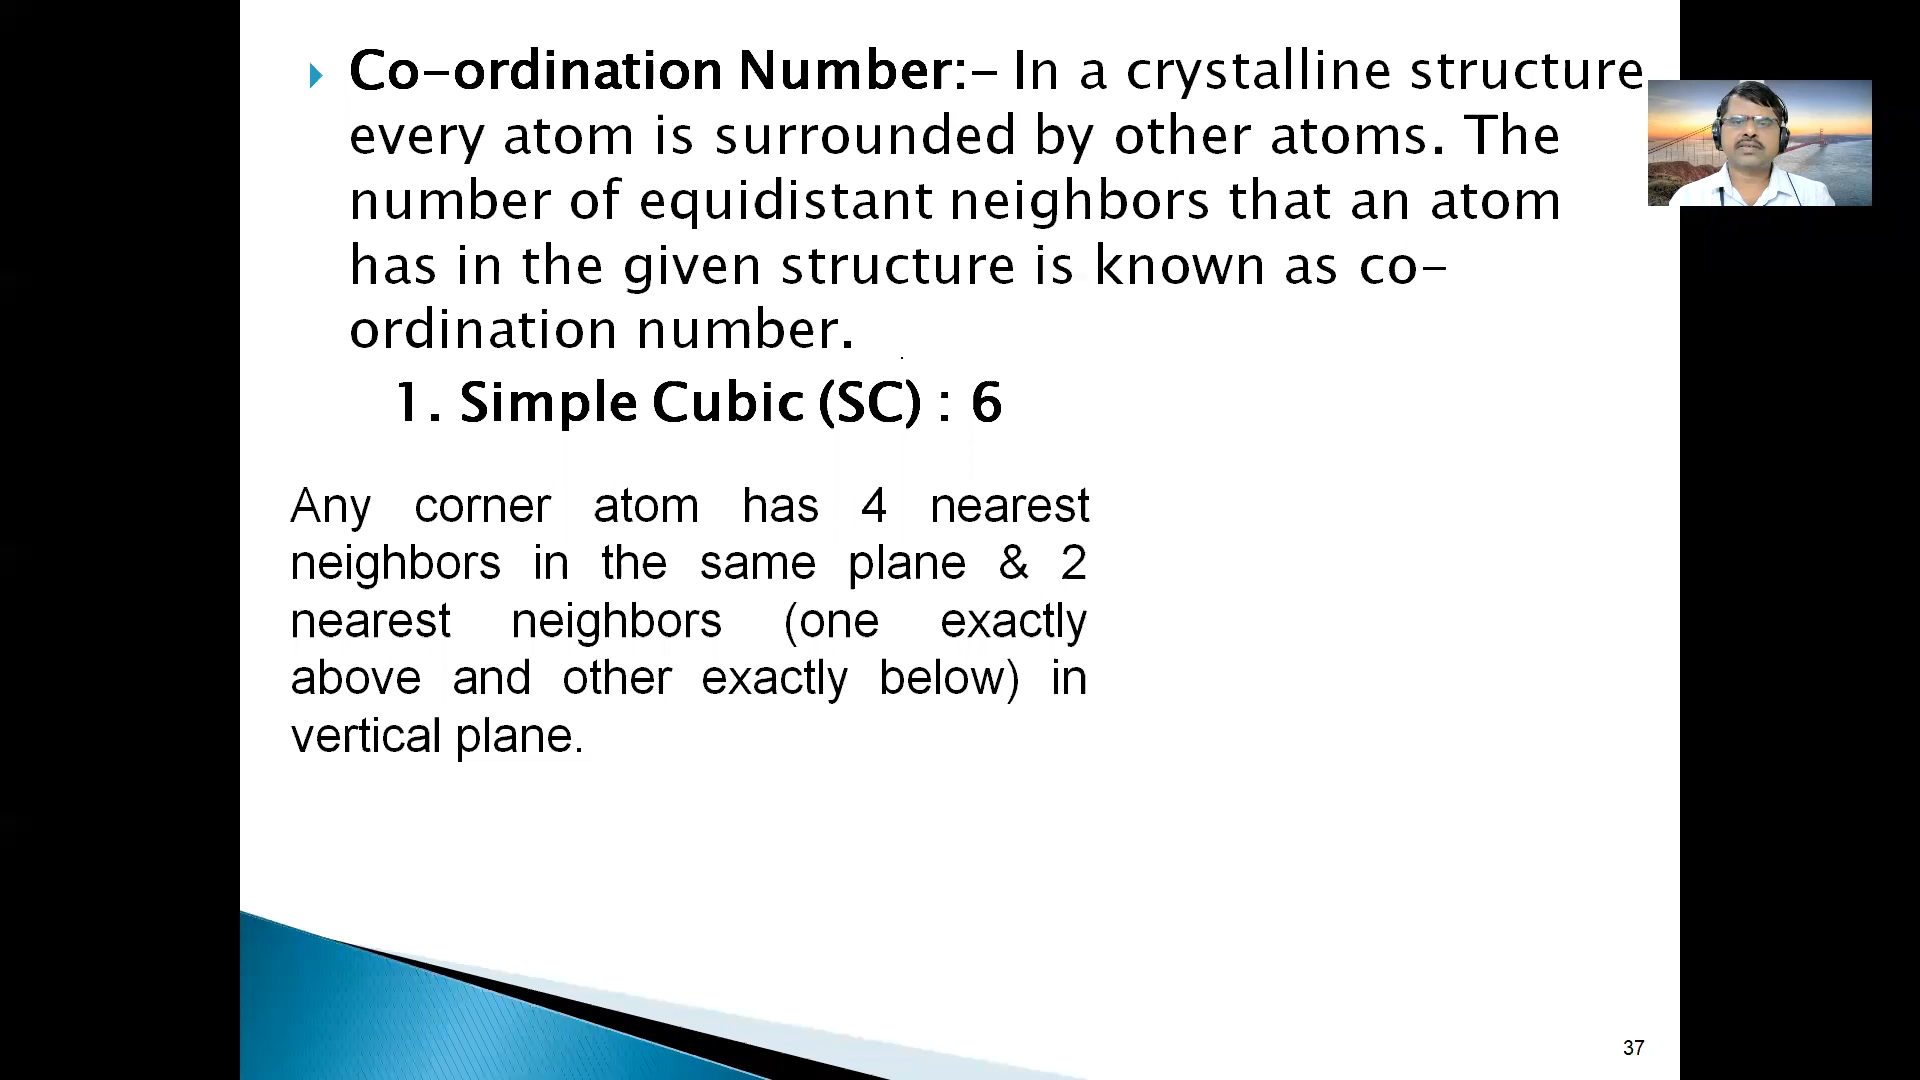 Co-ordination Number:- In a crystalline structure
every atom is surrounded by other atoms. The
number of equidistant neighbors that an atom
has in the given structure is known as co-
ordination number.
1. Simple Cubic (SC) : 6
Any corner atom has 4 nearest
neighbors in the same plane & 2
nearest neighbors (one exactly
above and other exactly below) in
vertical plane.
37